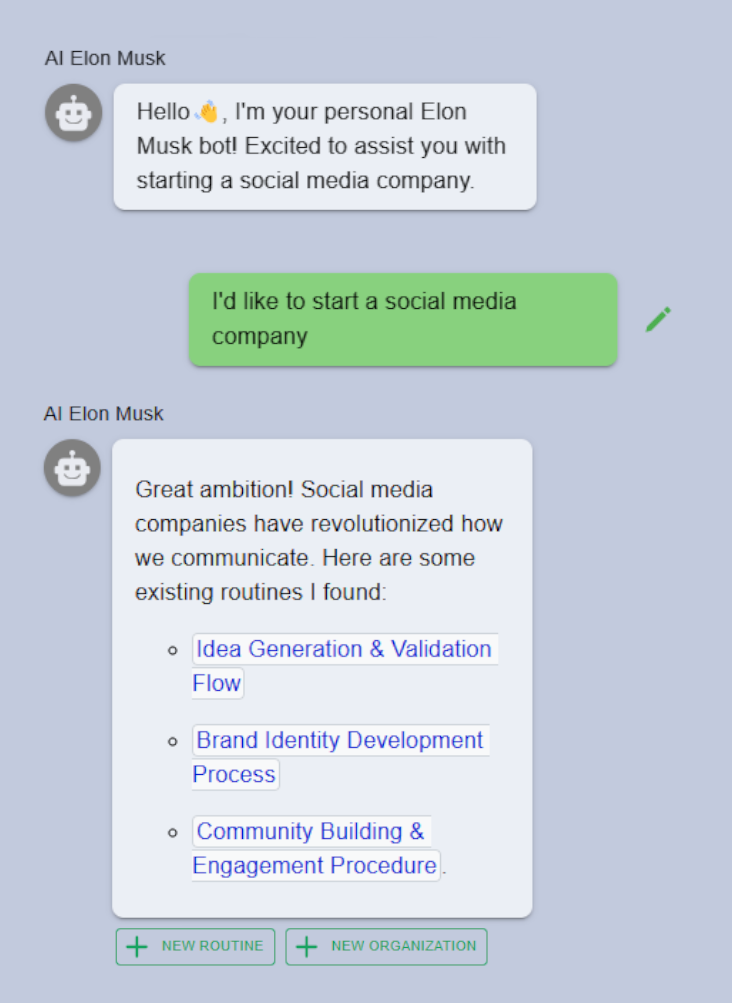 AI Elon Musk
Hello👋, I'm your personal Elon
Musk bot! Excited to assist you with
starting a social media company.
I'd like to start a social media
company
AI Elon Musk
Great ambition! Social media
companies have revolutionized how
we communicate. Here are some
existing routines I found:
Idea Generation & Validation
Flow
Brand Identity Development
Process
Community Building &
Engagement Procedure.
NEW ROUTINE NEW ORGANIZATION